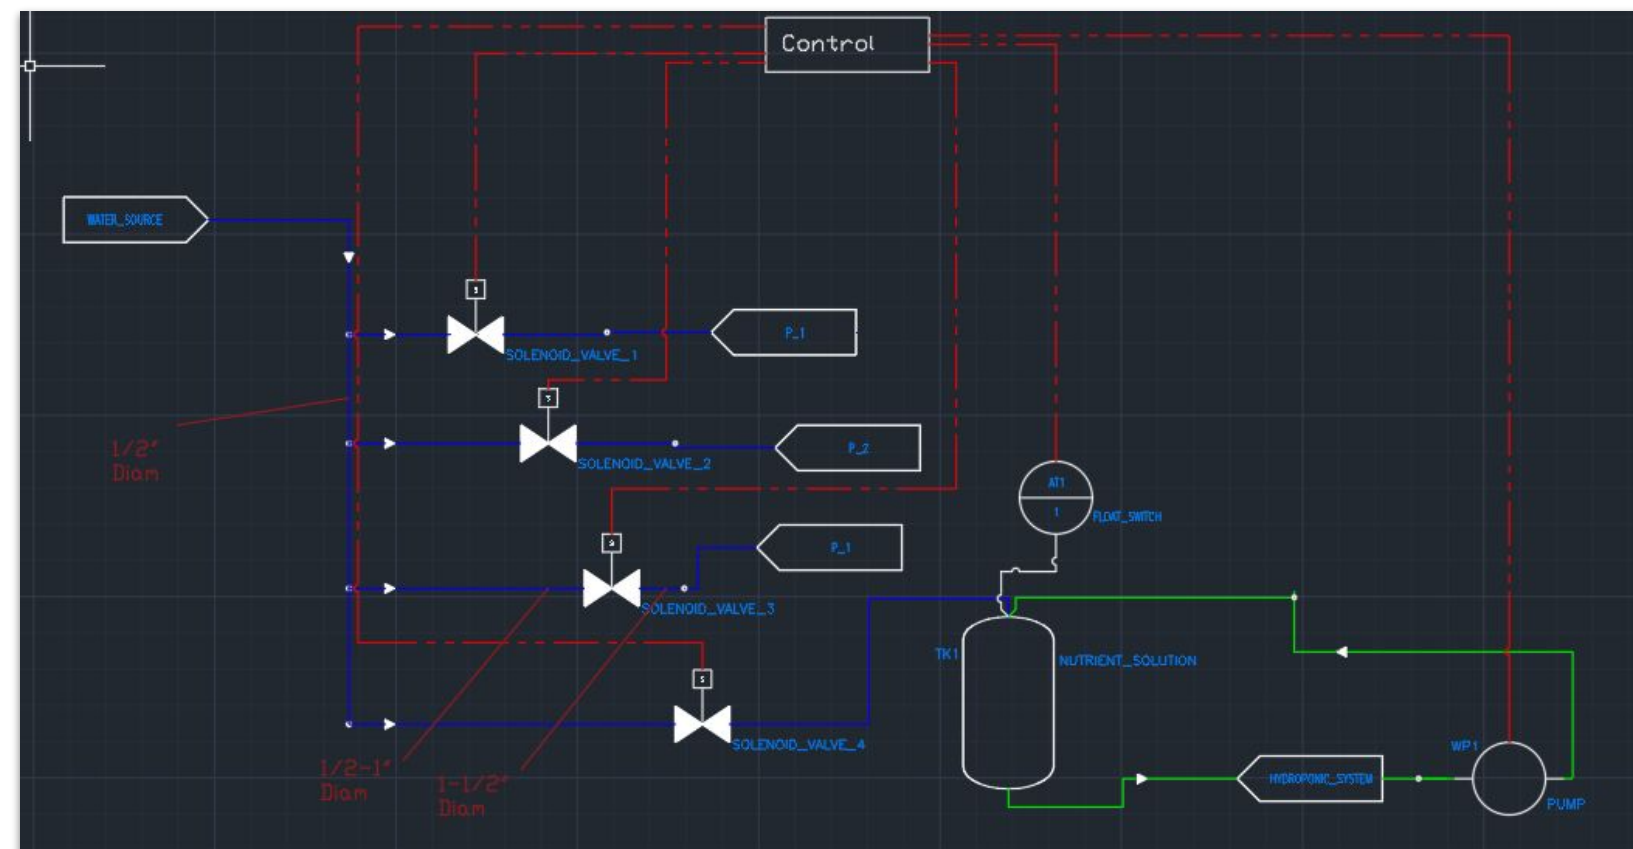 Control
WATER_SOURCE
P_1
SOLENOID_VALVE_1
P_2
SOLENOID_VALVE_2
1/2"
Diam
AT1
1
FLOAT_SWITCH
P_1
SOLENOID_VALVE_3
TK1
NUTRIENT_SOLUTION
S
SOLENOID_VALVE_4
WP1
1/2-1"
Diam
1-1/2"
Diam
HYDROPONIC_SYSTEM
PUMP